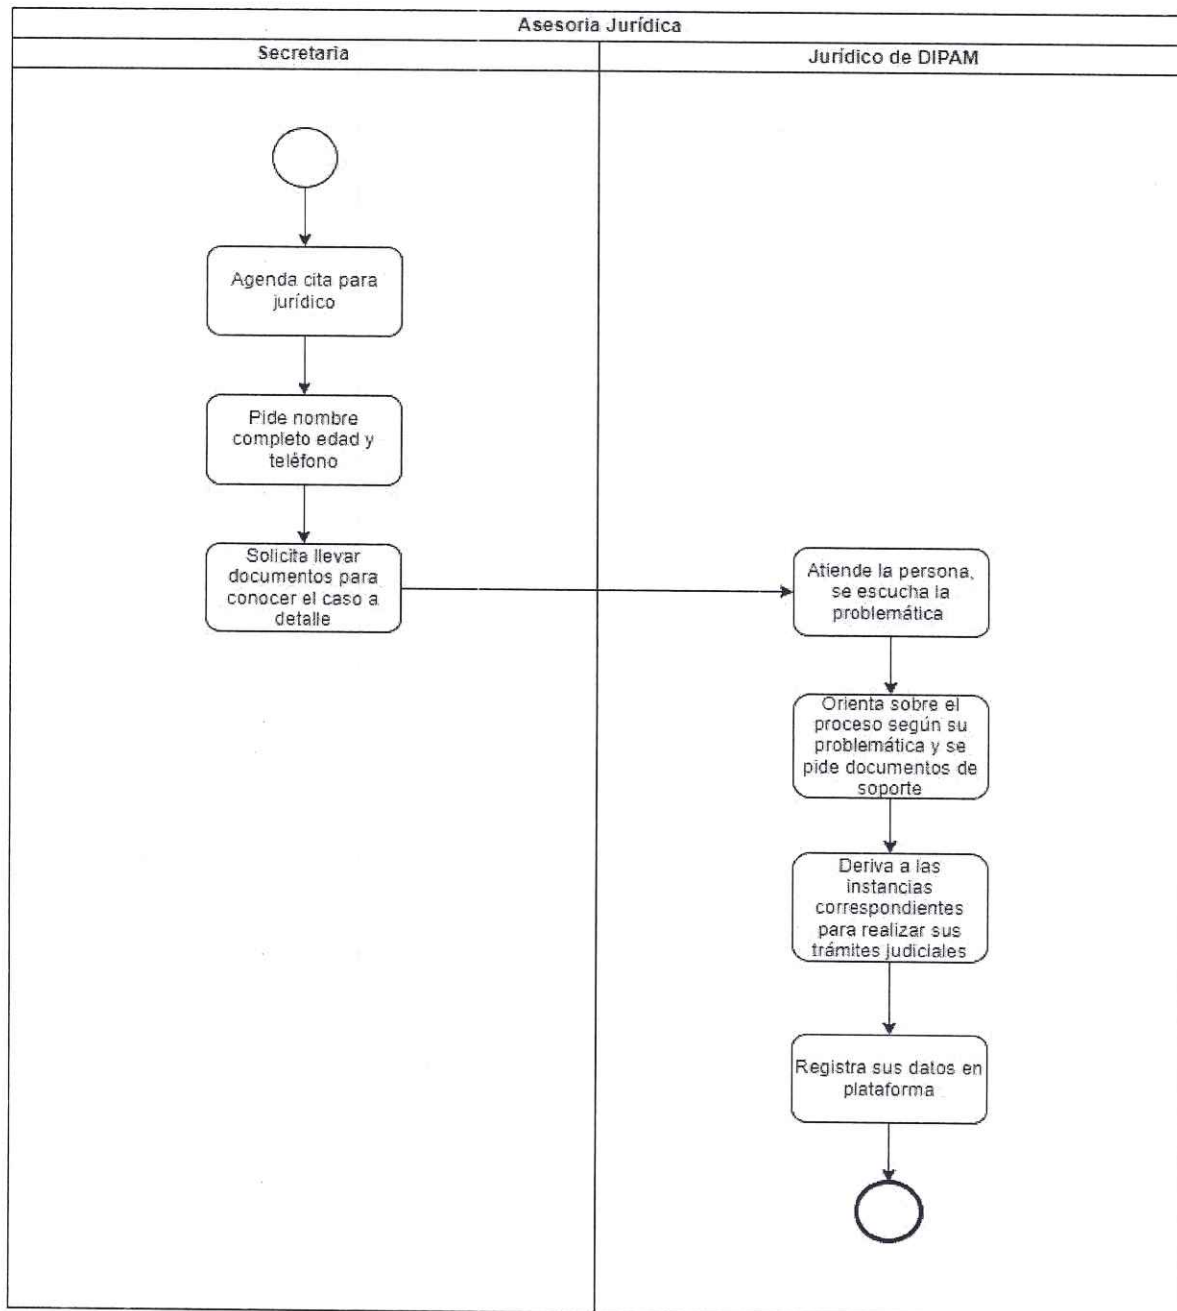 Asesoria Jurídica
Secretaria
Jurídico de DIPAM
Agenda cita para
jurídico
Pide nombre
completo edad y
teléfono
Solicita llevar
documentos para
conocer el caso a
detalle
Atiende la persona,
se escucha la
problemática
Orienta sobre el
proceso según su
problemática y se
pide documentos de
soporte
Deriva a las
instancias
correspondientes
para realizar sus
trámites judiciales
Registra sus datos en
plataforma